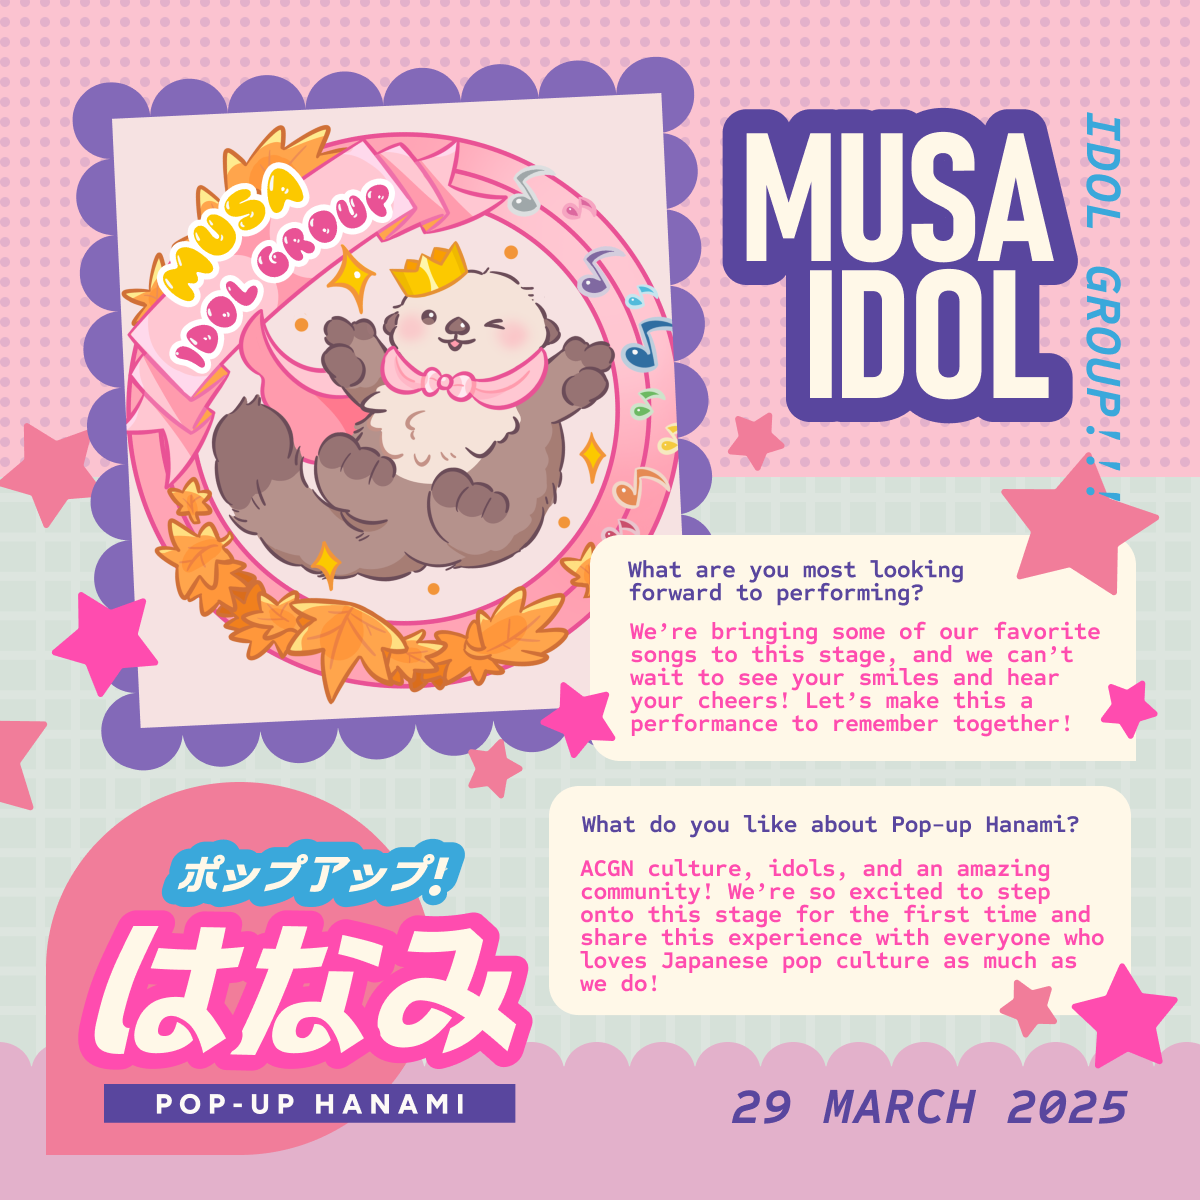 MUSA
IDOL GROUP
MUSA
IDOL
IDOL GROUP!!!
What are you most looking
forward to performing?
We’re bringing some of our favorite
songs to this stage, and we can’t
wait to see your smiles and hear
your cheers! Let’s make this a
performance to remember together!
What do you like about Pop-up Hanami?
ACGN culture, idols, and an amazing
community! We’re so excited to step
onto this stage for the first time and
share this experience with everyone who
loves Japanese pop culture as much as
we do!
ポップアップ!
はなみ
POP-UP HANAMI
29 MARCH 2025